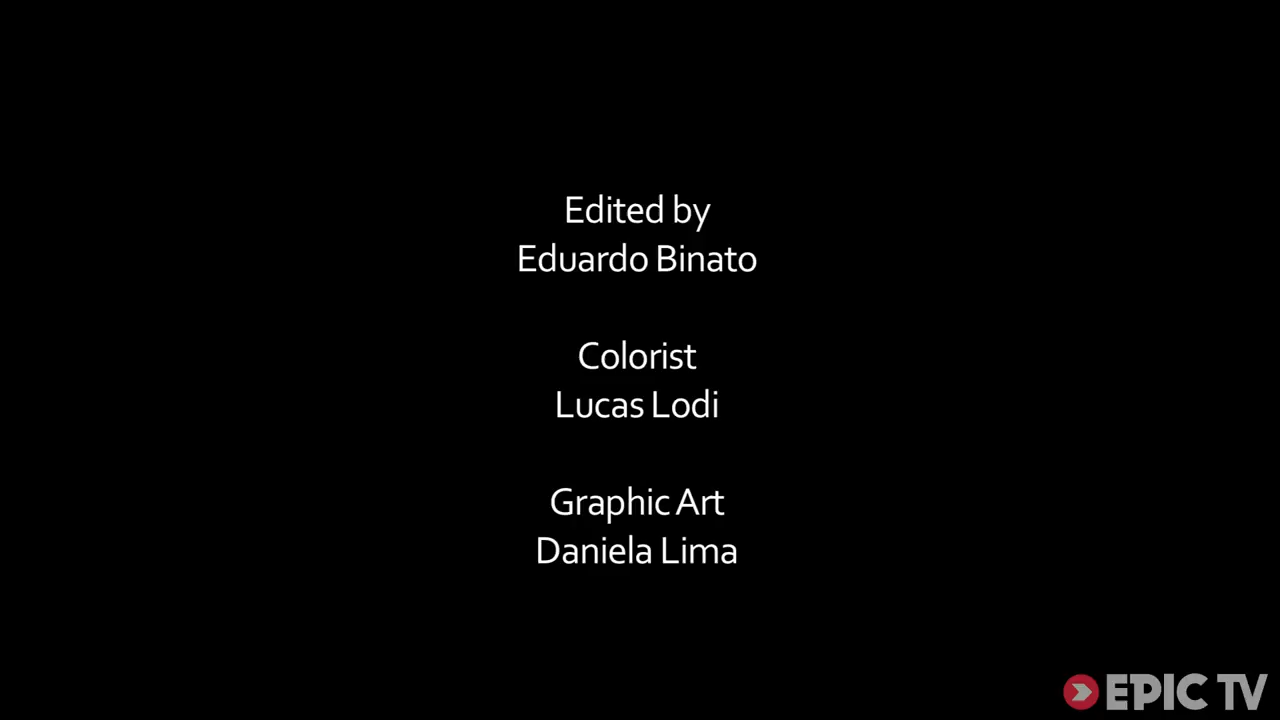 Edited by
Eduardo Binato
Colorist
Lucas Lodi
Graphic Art
Daniela Lima
EPIC TV